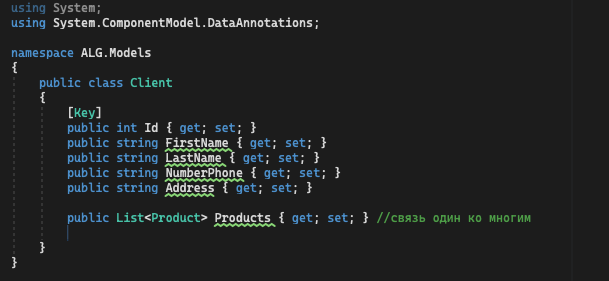 using System;
using System.ComponentModel.DataAnnotations;
namespace ALG.Models
{
public class Client
{
[Key]
public int Id { get; set; }
public string FirstName { get; set; }
public string LastName { get; set; }
public string NumberPhone { get; set; }
public string Address { get; set; }
public List<Product> Products { get; set; } //связь один ко многим
}
}